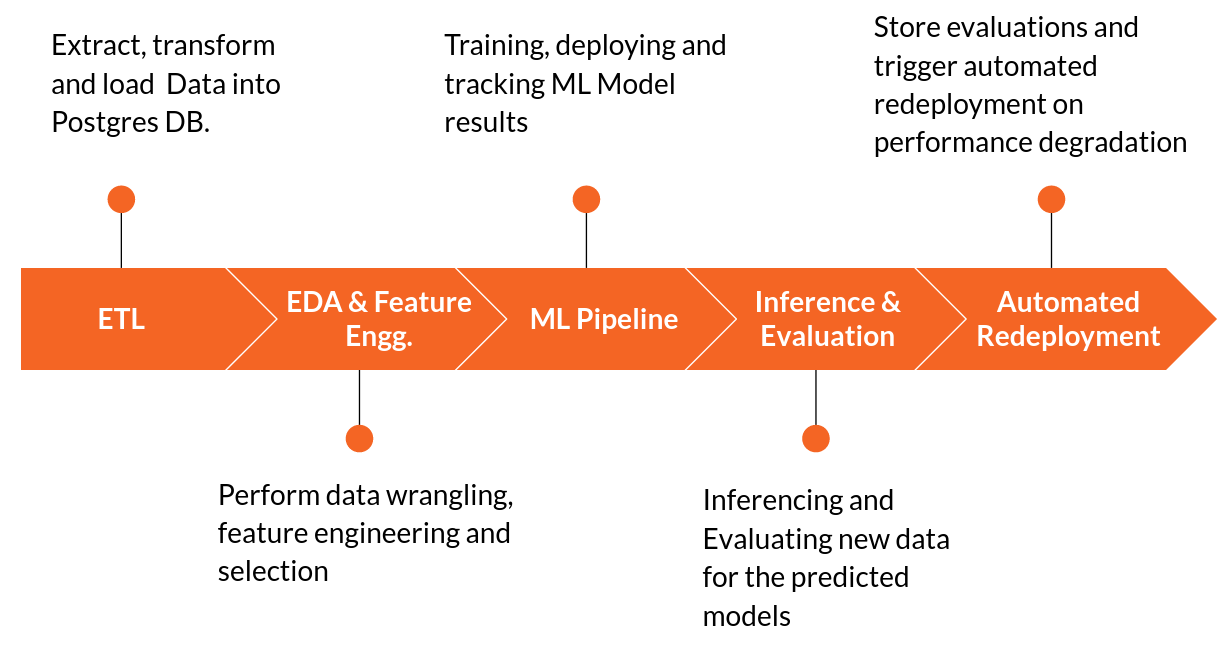 Extract, transform
and load  Data into
Postgres DB.
Training, deploying and
tracking ML Model
results
Store evaluations and
trigger automated
redeployment on
performance degradation
ETL
EDA & Feature
Engg.
ML Pipeline
Inference &
Evaluation
Automated
Redeployment
Perform data wrangling,
feature engineering and
selection
Inferencing and
Evaluating new data
for the predicted
models